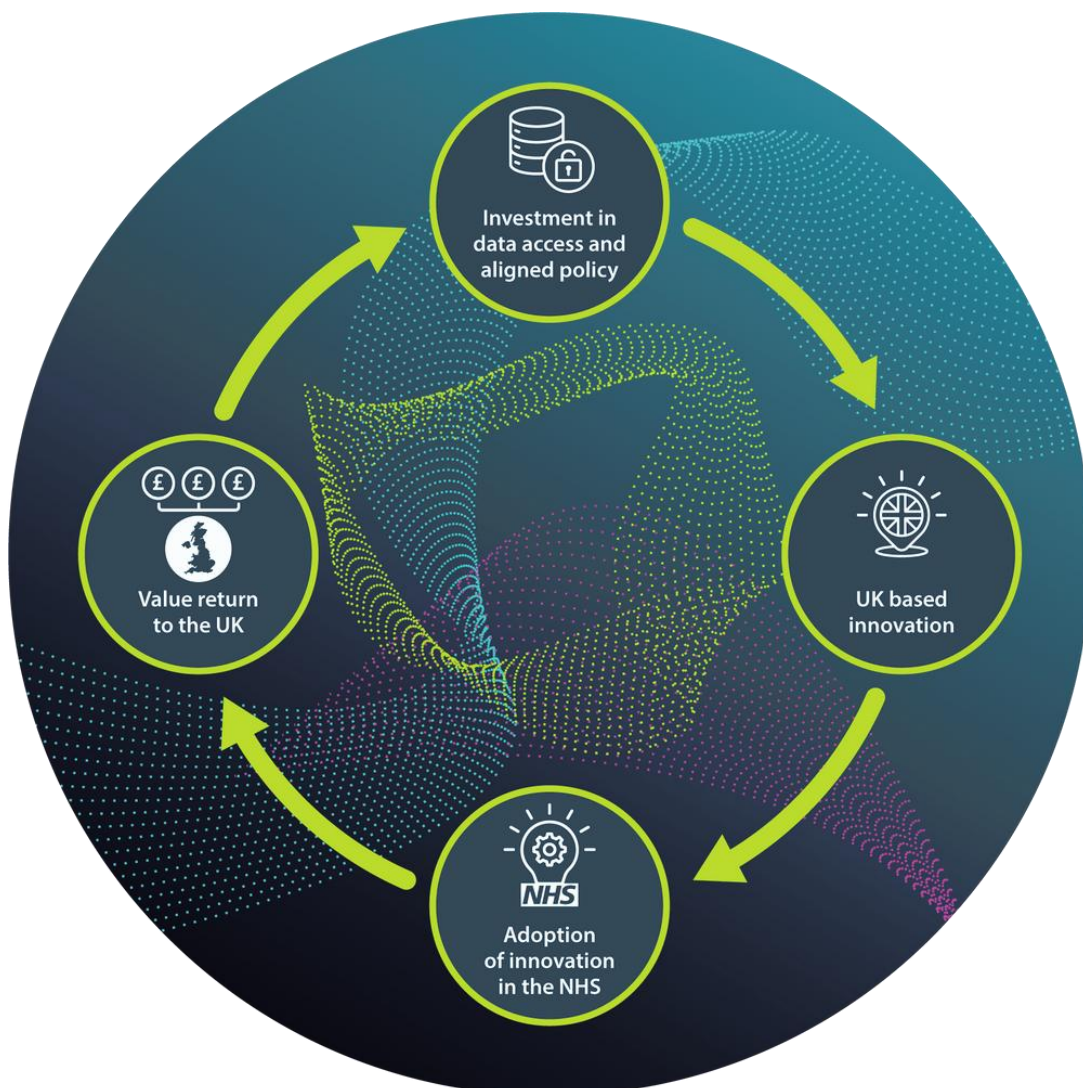 Investment in
data access and
aligned policy
£ £ £
Value return
to the UK
UK based
innovation
NHS
Adoption
of innovation
in the NHS